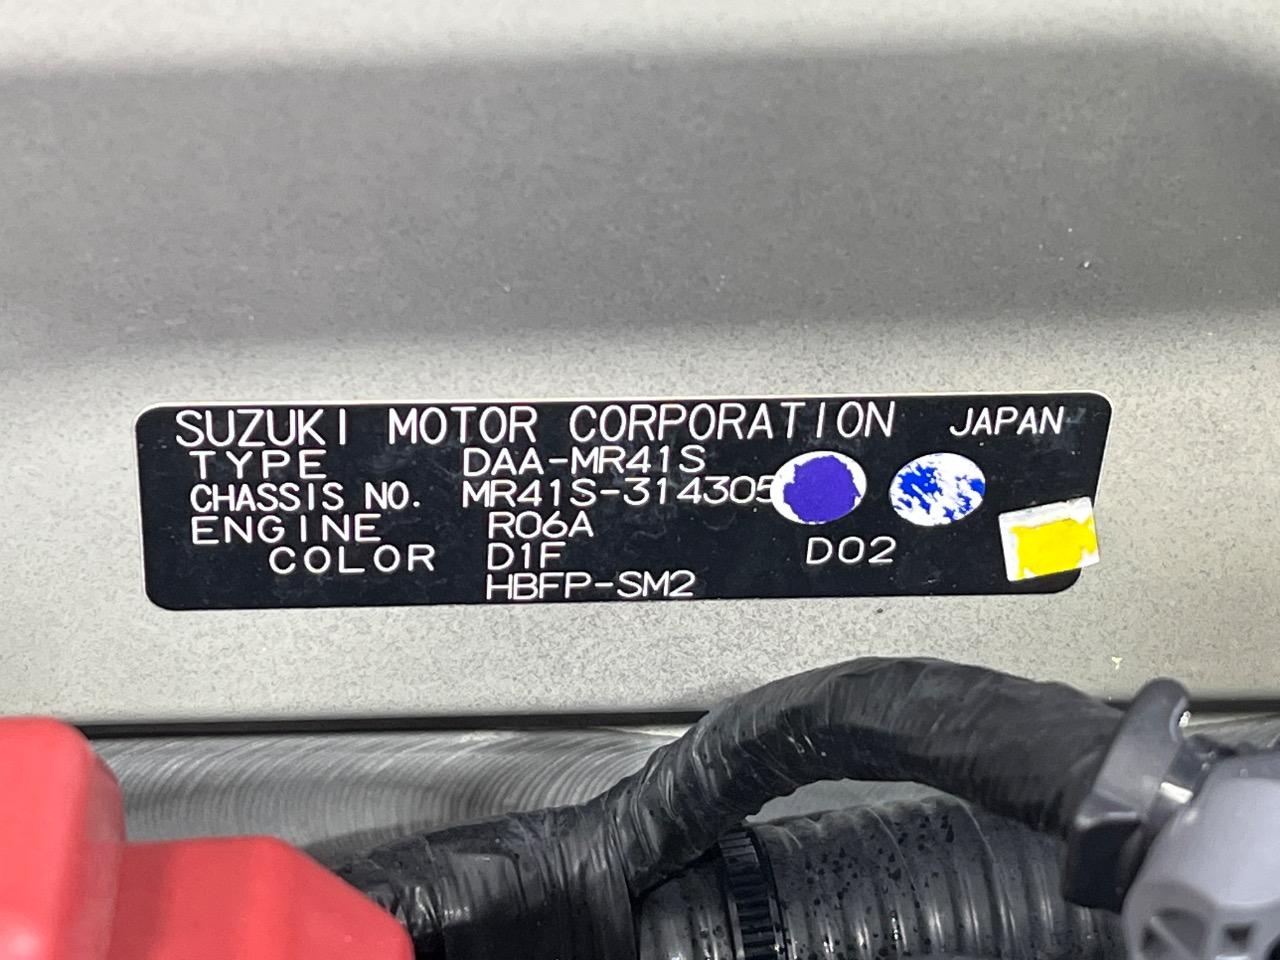 SUZUKI MOTOR CORPORATION JAPAN
TYPE DAA-MR41S
CHASSIS NO. MR41S-314305
ENGINE R06A
COLOR D1F D02
HBFP-SM2